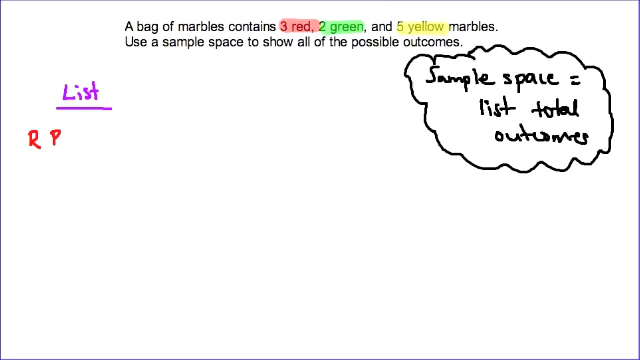 A bag of marbles contains 3 red, 2 green, and 5 yellow marbles.
Use a sample space to show all of the possible outcomes.
Sample space =
list total
outcomes
List
R P